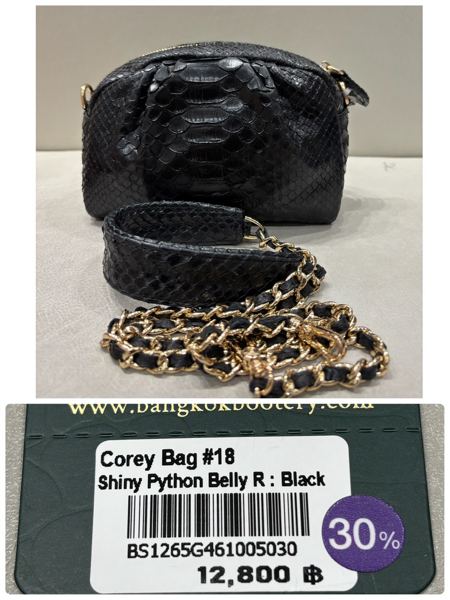 www.bangkokbootery.com
Corey Bag #18
Shiny Python Belly R : Black
BS1265G461005030
30%
12,800 ฿